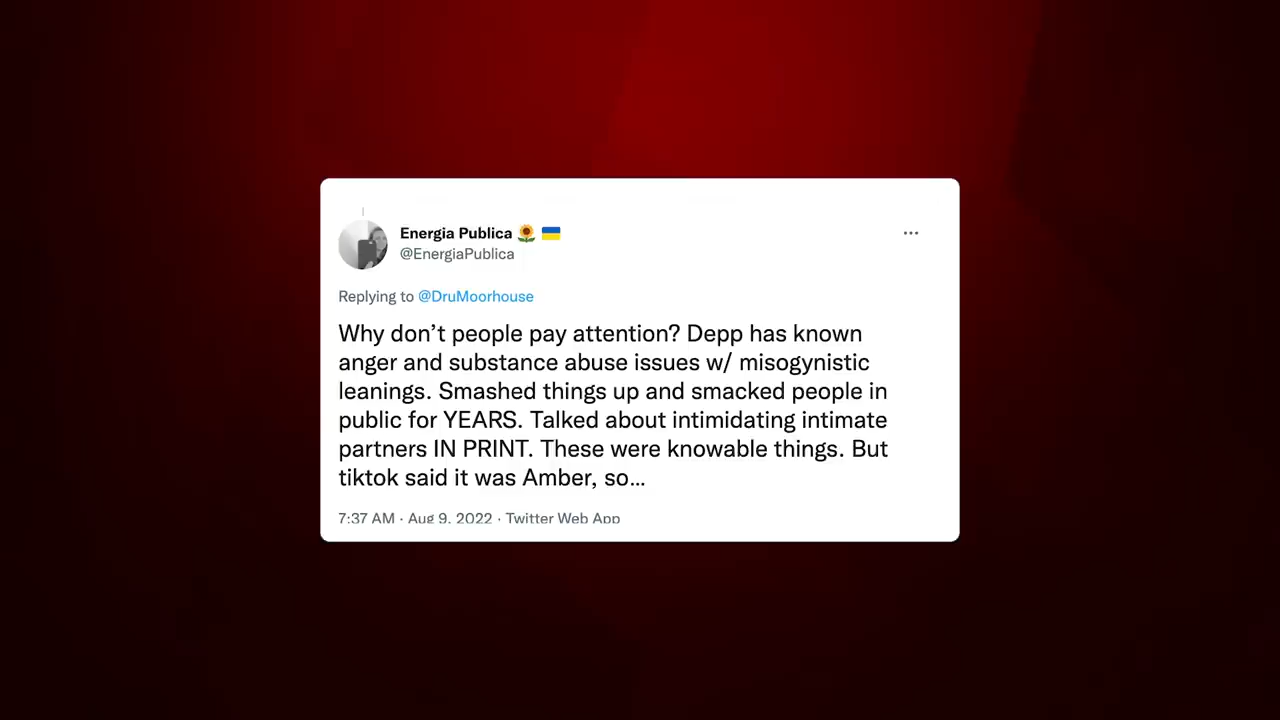 Energia Publica 🌻 🇺🇦
@EnergiaPublica
Replying to @DruMoorhouse
Why don’t people pay attention? Depp has known
anger and substance abuse issues w/ misogynistic
leanings. Smashed things up and smacked people in
public for YEARS. Talked about intimidating intimate
partners IN PRINT. These were knowable things. But
tiktok said it was Amber, so...
7:37 AM · Aug 9, 2022 · Twitter Web App